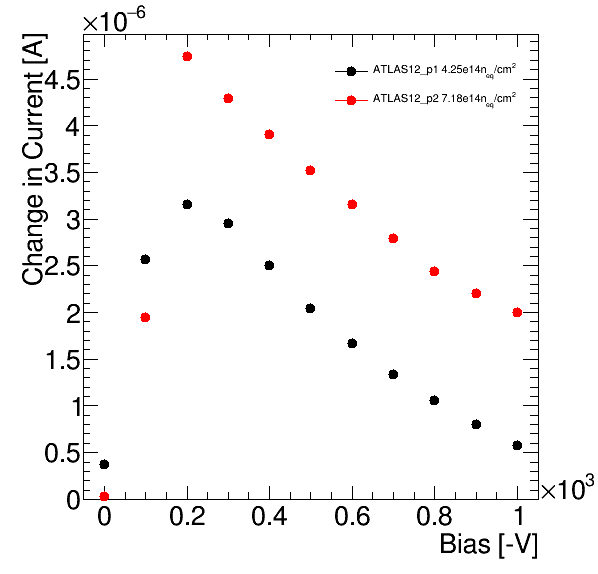 ×10⁻⁶
Change in Current [A]
4.5
4
3.5
3
2.5
2
1.5
1
0.5
0
ATLAS12_p1 4.25e14n_eq/cm²
ATLAS12_p2 7.18e14n_eq/cm²
0 0.2 0.4 0.6 0.8 1
×10³
Bias [-V]